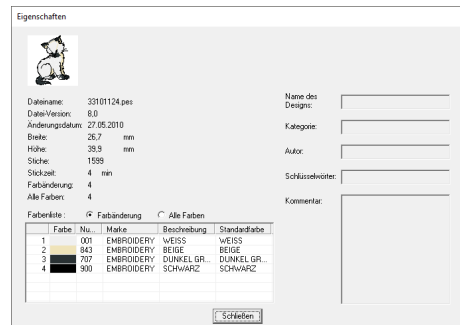 Eigenschaften
Dateiname: 33101124.pes
Datei-Version: 8,0
Änderungsdatum: 27.05.2010
Breite: 26,7 mm
Höhe: 39,9 mm
Stiche: 1599
Stickzeit: 4 min
Farbänderung: 4
Alle Farben: 4
Farbenliste : Farbänderung Alle Farben
Farbe Nu... Marke Beschreibung Standardfarbe
1 001 EMBROIDERY WEISS WEISS
2 843 EMBROIDERY BEIGE BEIGE
3 707 EMBROIDERY DUNKEL GR... DUNKEL GR...
4 900 EMBROIDERY SCHWARZ SCHWARZ
Name des
Designs:
Kategorie:
Autor:
Schlüsselwörter:
Kommentar:
Schließen